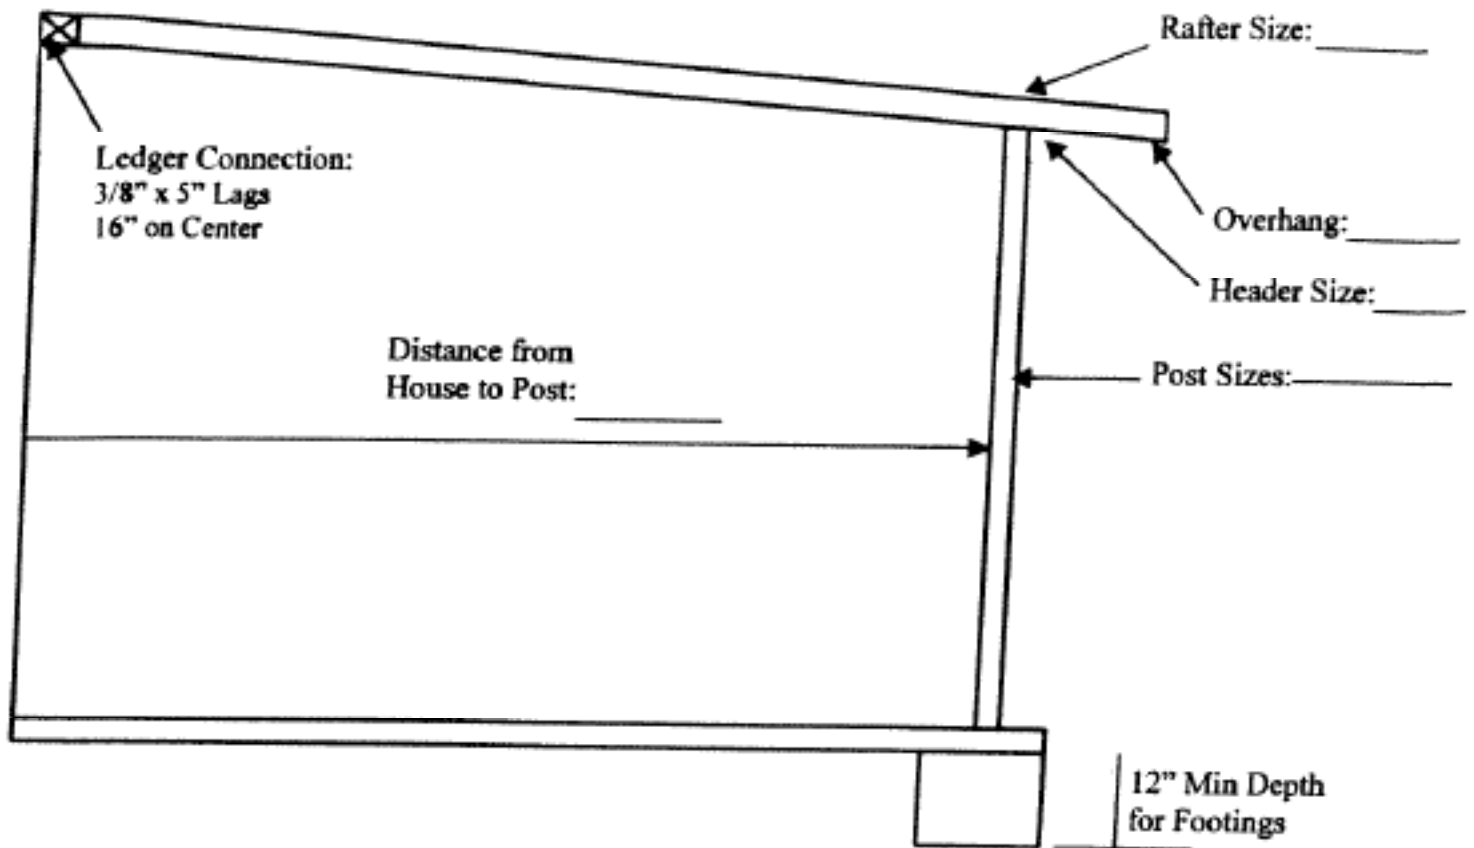 Rafter Size:
Ledger Connection:
3/8” x 5” Lags
16” on Center
Overhang:
Header Size:
Distance from
House to Post:
Post Sizes:
12” Min Depth
for Footings